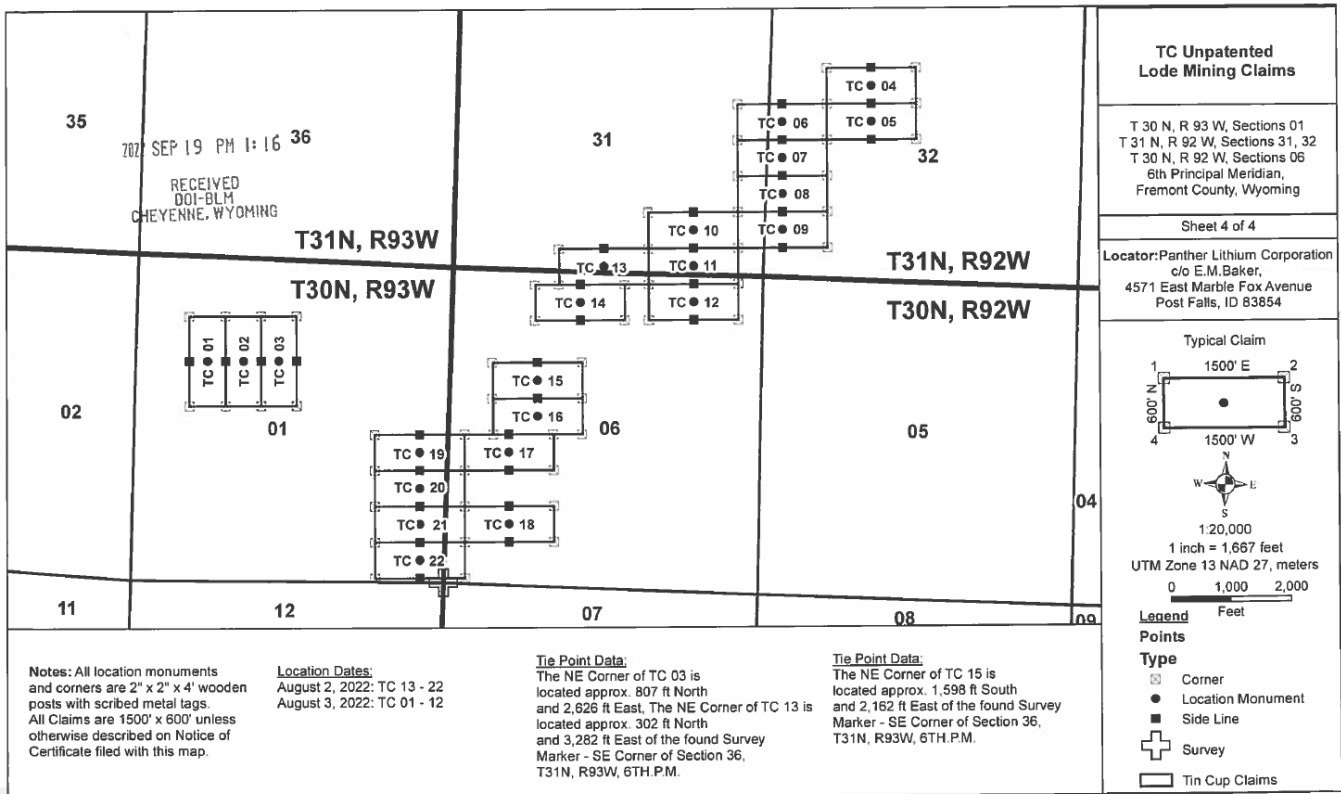 35
36
31
32
2022 SEP 19 PM 1:16
RECEIVED
DOI-BLM
CHEYENNE, WYOMING
TC 04
TC 05
TC 06
TC 07
TC 08
TC 09
TC 10
TC 11
TC 12
TC 13
TC 14
T31N, R93W
T31N, R92W
T30N, R93W
T30N, R92W
TC 01
TC 02
TC 03
TC 15
TC 16
02
01
06
05
04
TC 19
TC 17
TC 20
TC 21
TC 18
TC 22
11
12
07
08
09
Notes: All location monuments
and corners are 2" x 2" x 4' wooden
posts with scribed metal tags.
All Claims are 1500' x 600' unless
otherwise described on Notice of
Certificate filed with this map.
Location Dates:
August 2, 2022: TC 13 - 22
August 3, 2022: TC 01 - 12
Tie Point Data:
The NE Corner of TC 03 is
located approx. 807 ft North
and 2,626 ft East, The NE Corner of TC 13 is
located approx. 302 ft North
and 3,282 ft East of the found Survey
Marker - SE Corner of Section 36,
T31N, R93W, 6TH.P.M.
Tie Point Data:
The NE Corner of TC 15 is
located approx. 1,598 ft South
and 2,162 ft East of the found Survey
Marker - SE Corner of Section 36,
T31N, R93W, 6TH.P.M.
TC Unpatented
Lode Mining Claims
T 30 N, R 93 W, Sections 01
T 31 N, R 92 W, Sections 31, 32
T 30 N, R 92 W, Sections 06
6th Principal Meridian,
Fremont County, Wyoming
Sheet 4 of 4
Locator:Panther Lithium Corporation
c/o E.M.Baker,
4571 East Marble Fox Avenue
Post Falls, ID 83854
Typical Claim
1 1500' E 2
600' N
600' S
4 1500' W 3
N
W E
S
1:20,000
1 inch = 1,667 feet
UTM Zone 13 NAD 27, meters
0 1,000 2,000
Feet
Legend
Points
Type
Corner
Location Monument
Side Line
Survey
Tin Cup Claims